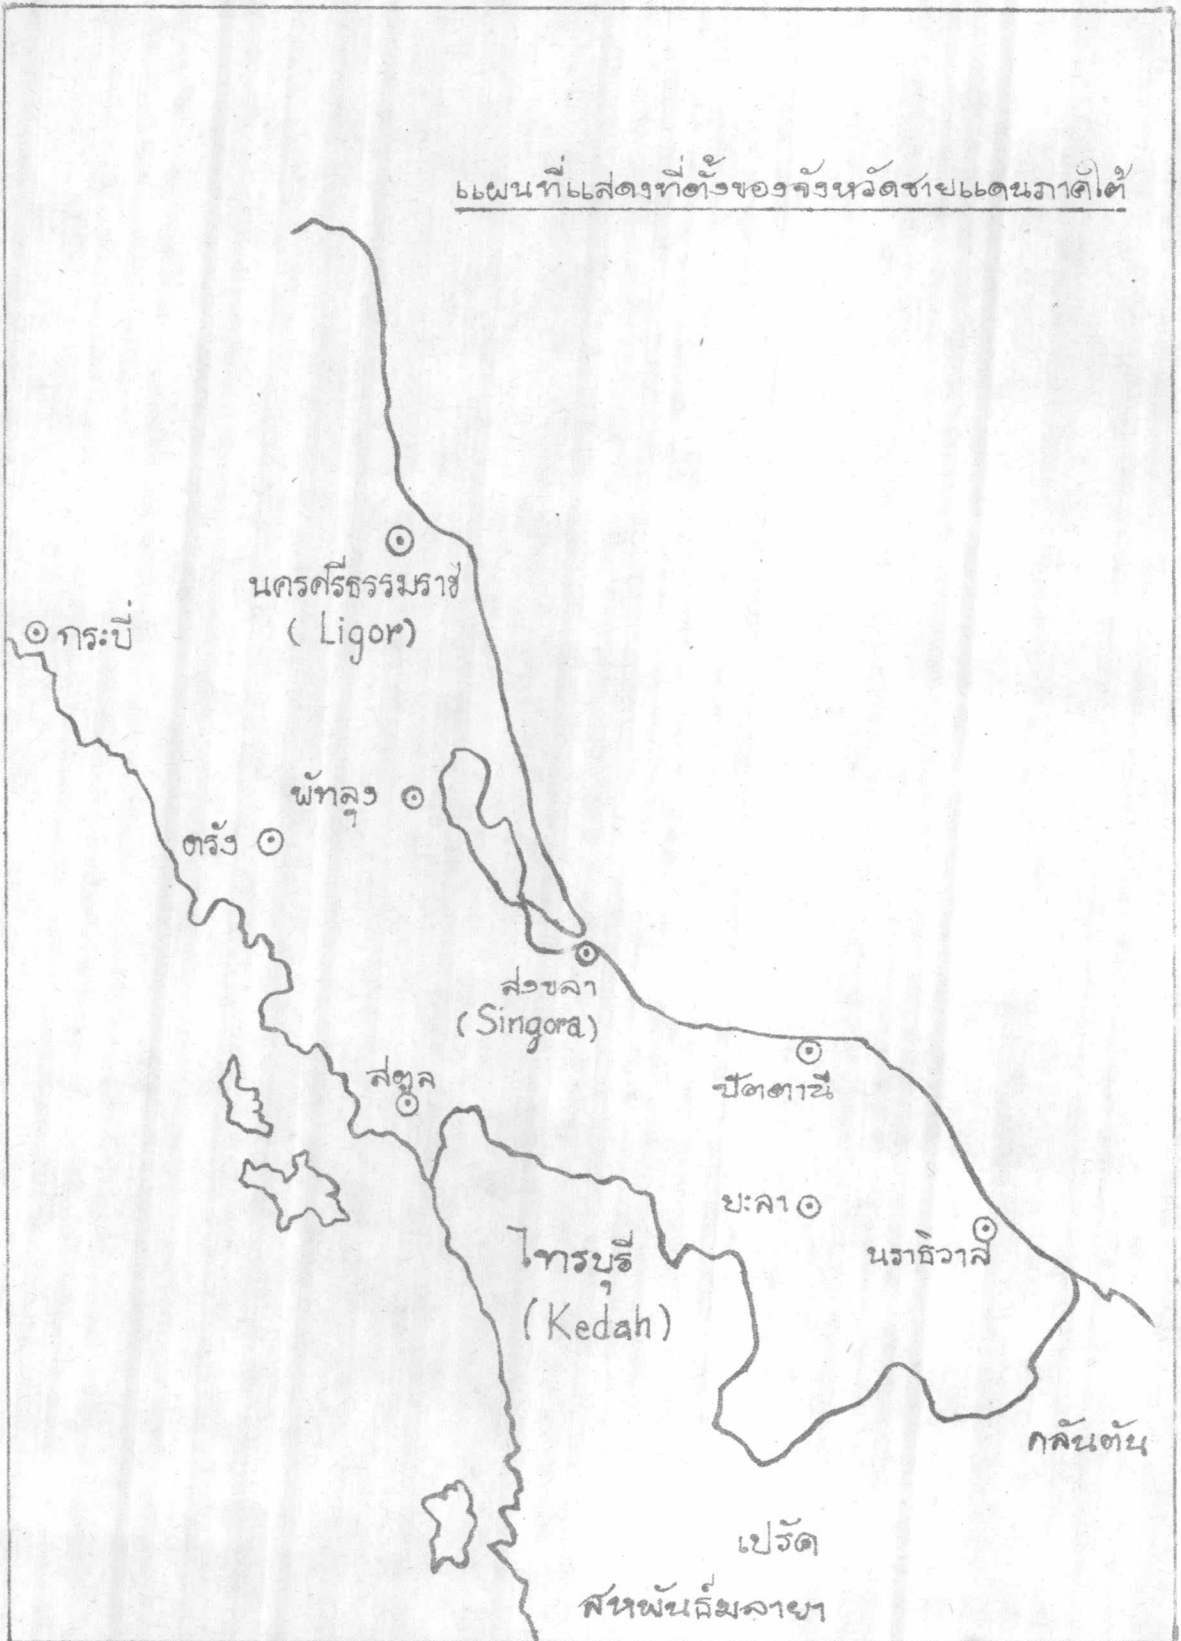 แผนที่แสดงที่ตั้งของจังหวัดชายแดนภาคใต้
นครศรีธรรมราช
(Ligor)
กระบี่
พัทลุง
ตรัง
สงขลา
(Singora)
สตูล
ปัตตานี
ยะลา
นราธิวาส
ไทรบุรี
(Kedah)
กลันตัน
เปรัค
สหพันธ์มลายา